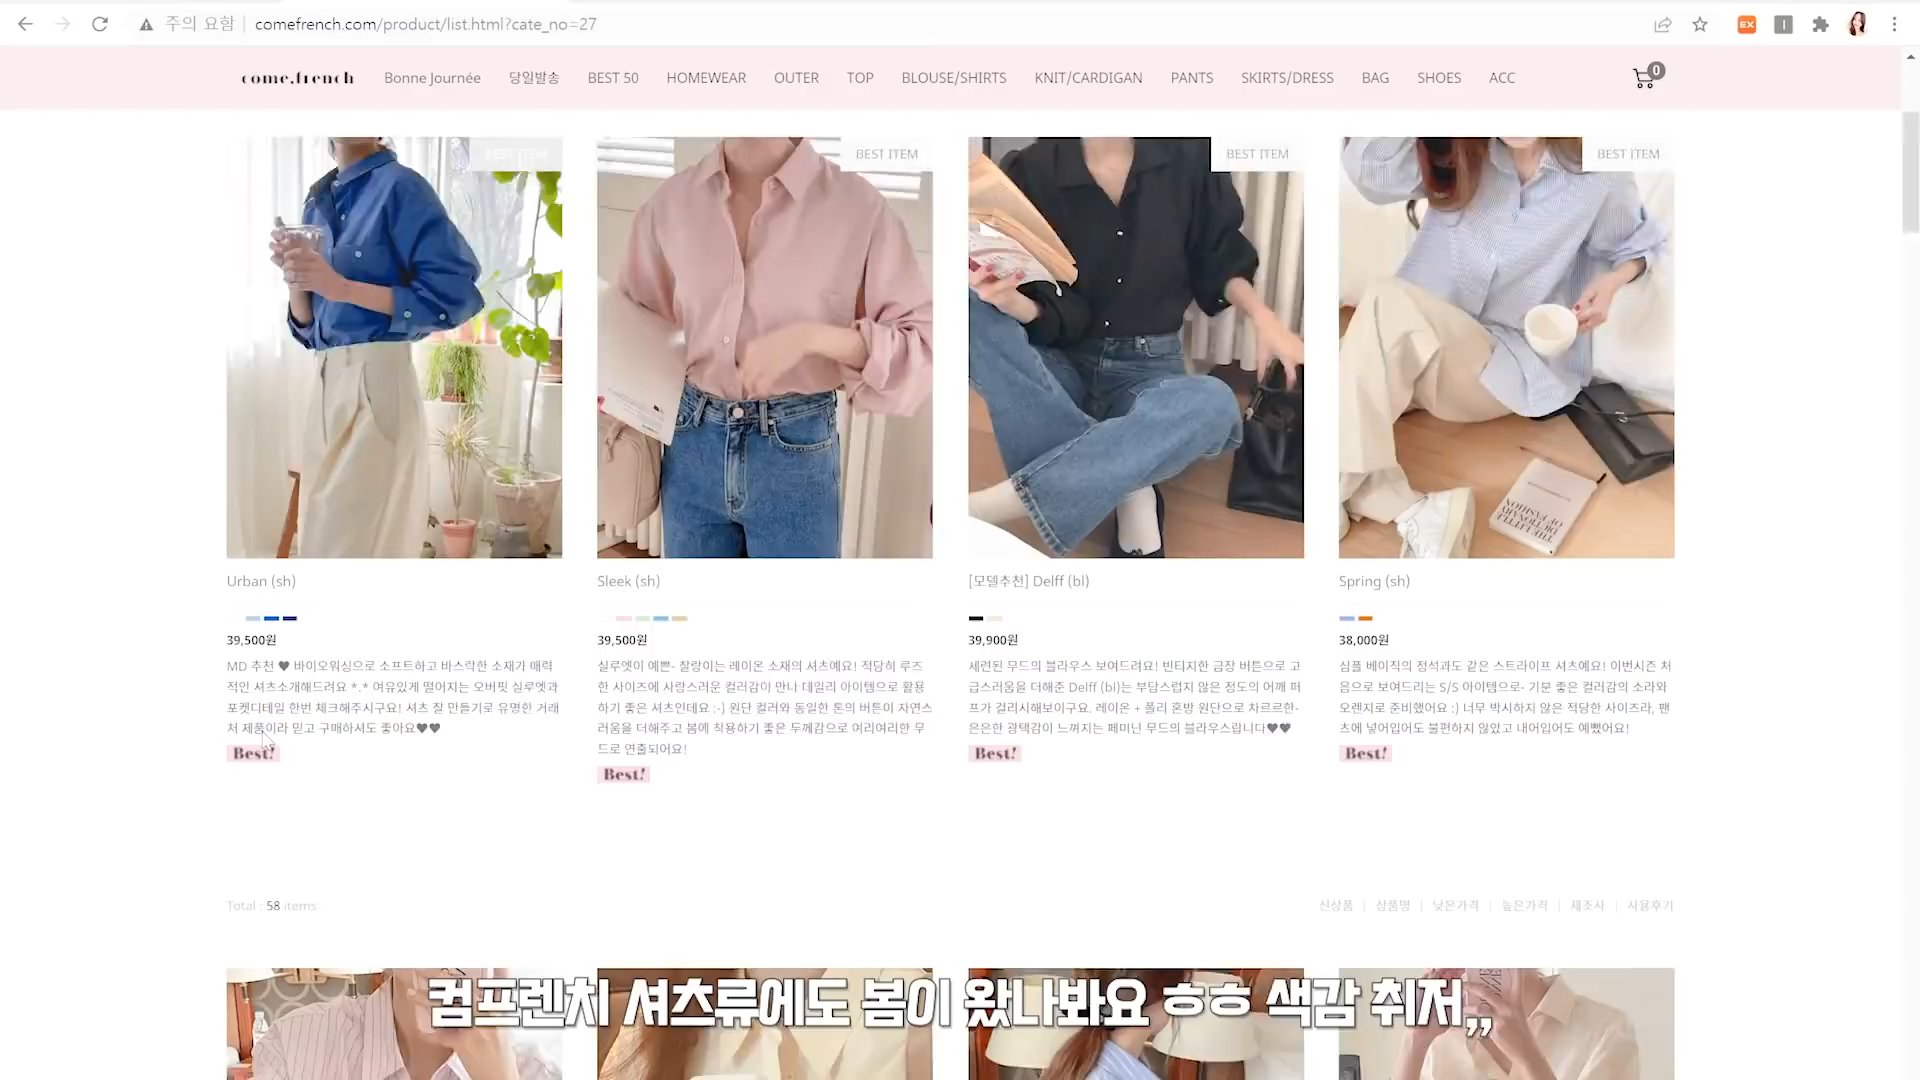 주의 요함
comefrench.com/product/list.html?cate_no=27
EX
come.french
Bonne Journée
당일발송
BEST 50
HOMEWEAR
OUTER
TOP
BLOUSE/SHIRTS
KNIT/CARDIGAN
PANTS
SKIRTS/DRESS
BAG
SHOES
ACC
0
BEST ITEM
BEST ITEM
BEST ITEM
BEST ITEM
THE LITTLE
DICTIONARY
OF FASHION
Urban (sh)
39,500원
MD 추천 ♥ 바이오워싱으로 소프트하고 바스락한 소재가 매력
적인 셔츠소개해드려요 *.* 여유있게 떨어지는 오버핏 실루엣과
포켓디테일 한번 체크해주시구요! 셔츠 잘 만들기로 유명한 거래
처 제품이라 믿고 구매하셔도 좋아요♥♥
Best!
Sleek (sh)
39,500원
실루엣이 예쁜- 찰랑이는 레이온 소재의 셔츠예요! 적당히 루즈
한 사이즈에 사랑스러운 컬러감이 만나 데일리 아이템으로 활용
하기 좋은 셔츠인데요 :-) 원단 컬러와 동일한 톤의 버튼이 자연스
러움을 더해주고 봄에 착용하기 좋은 두께감으로 여리여리한 무
드로 연출되어요!
Best!
[모델추천] Delff (bl)
39,900원
세련된 무드의 블라우스 보여드려요! 빈티지한 금장 버튼으로 고
급스러움을 더해준 Delff (bl)는 부담스럽지 않은 정도의 어깨 퍼
프가 걸리시해보이구요. 레이온 + 폴리 혼방 원단으로 차르르한-
은은한 광택감이 느껴지는 페미닌 무드의 블라우스랍니다♥♥
Best!
Spring (sh)
38,000원
심플 베이직의 정석과도 같은 스트라이프 셔츠예요! 이번시즌 처
음으로 보여드리는 S/S 아이템으로- 기분 좋은 컬러감의 소라와
오렌지로 준비했어요 :) 너무 박시하지 않은 적당한 사이즈라, 팬
츠에 넣어입어도 불편하지 않았고 내어입어도 예뻤어요!
Best!
Total : 58 items
신상품 | 상품명 | 낮은가격 | 높은가격 | 제조사 | 사용후기
컴프렌치 셔츠류에도 봄이 왔나봐요 ㅎㅎ 색감 취저,,